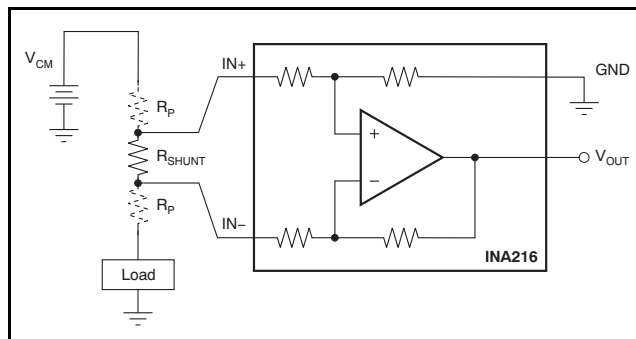 V_CM
IN+
GND
R_P
+
R_SHUNT
V_OUT
−
R_P
IN−
Load
INA216